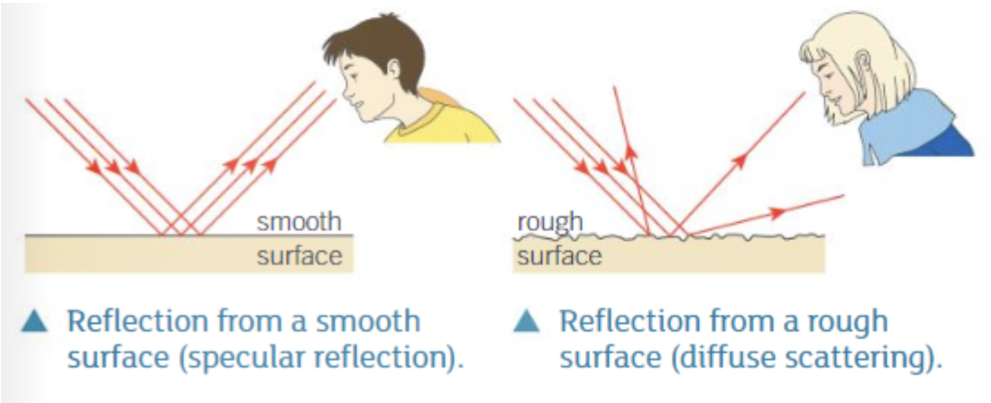 smooth
surface
rough
surface
Reflection from a smooth
surface (specular reflection).
Reflection from a rough
surface (diffuse scattering).